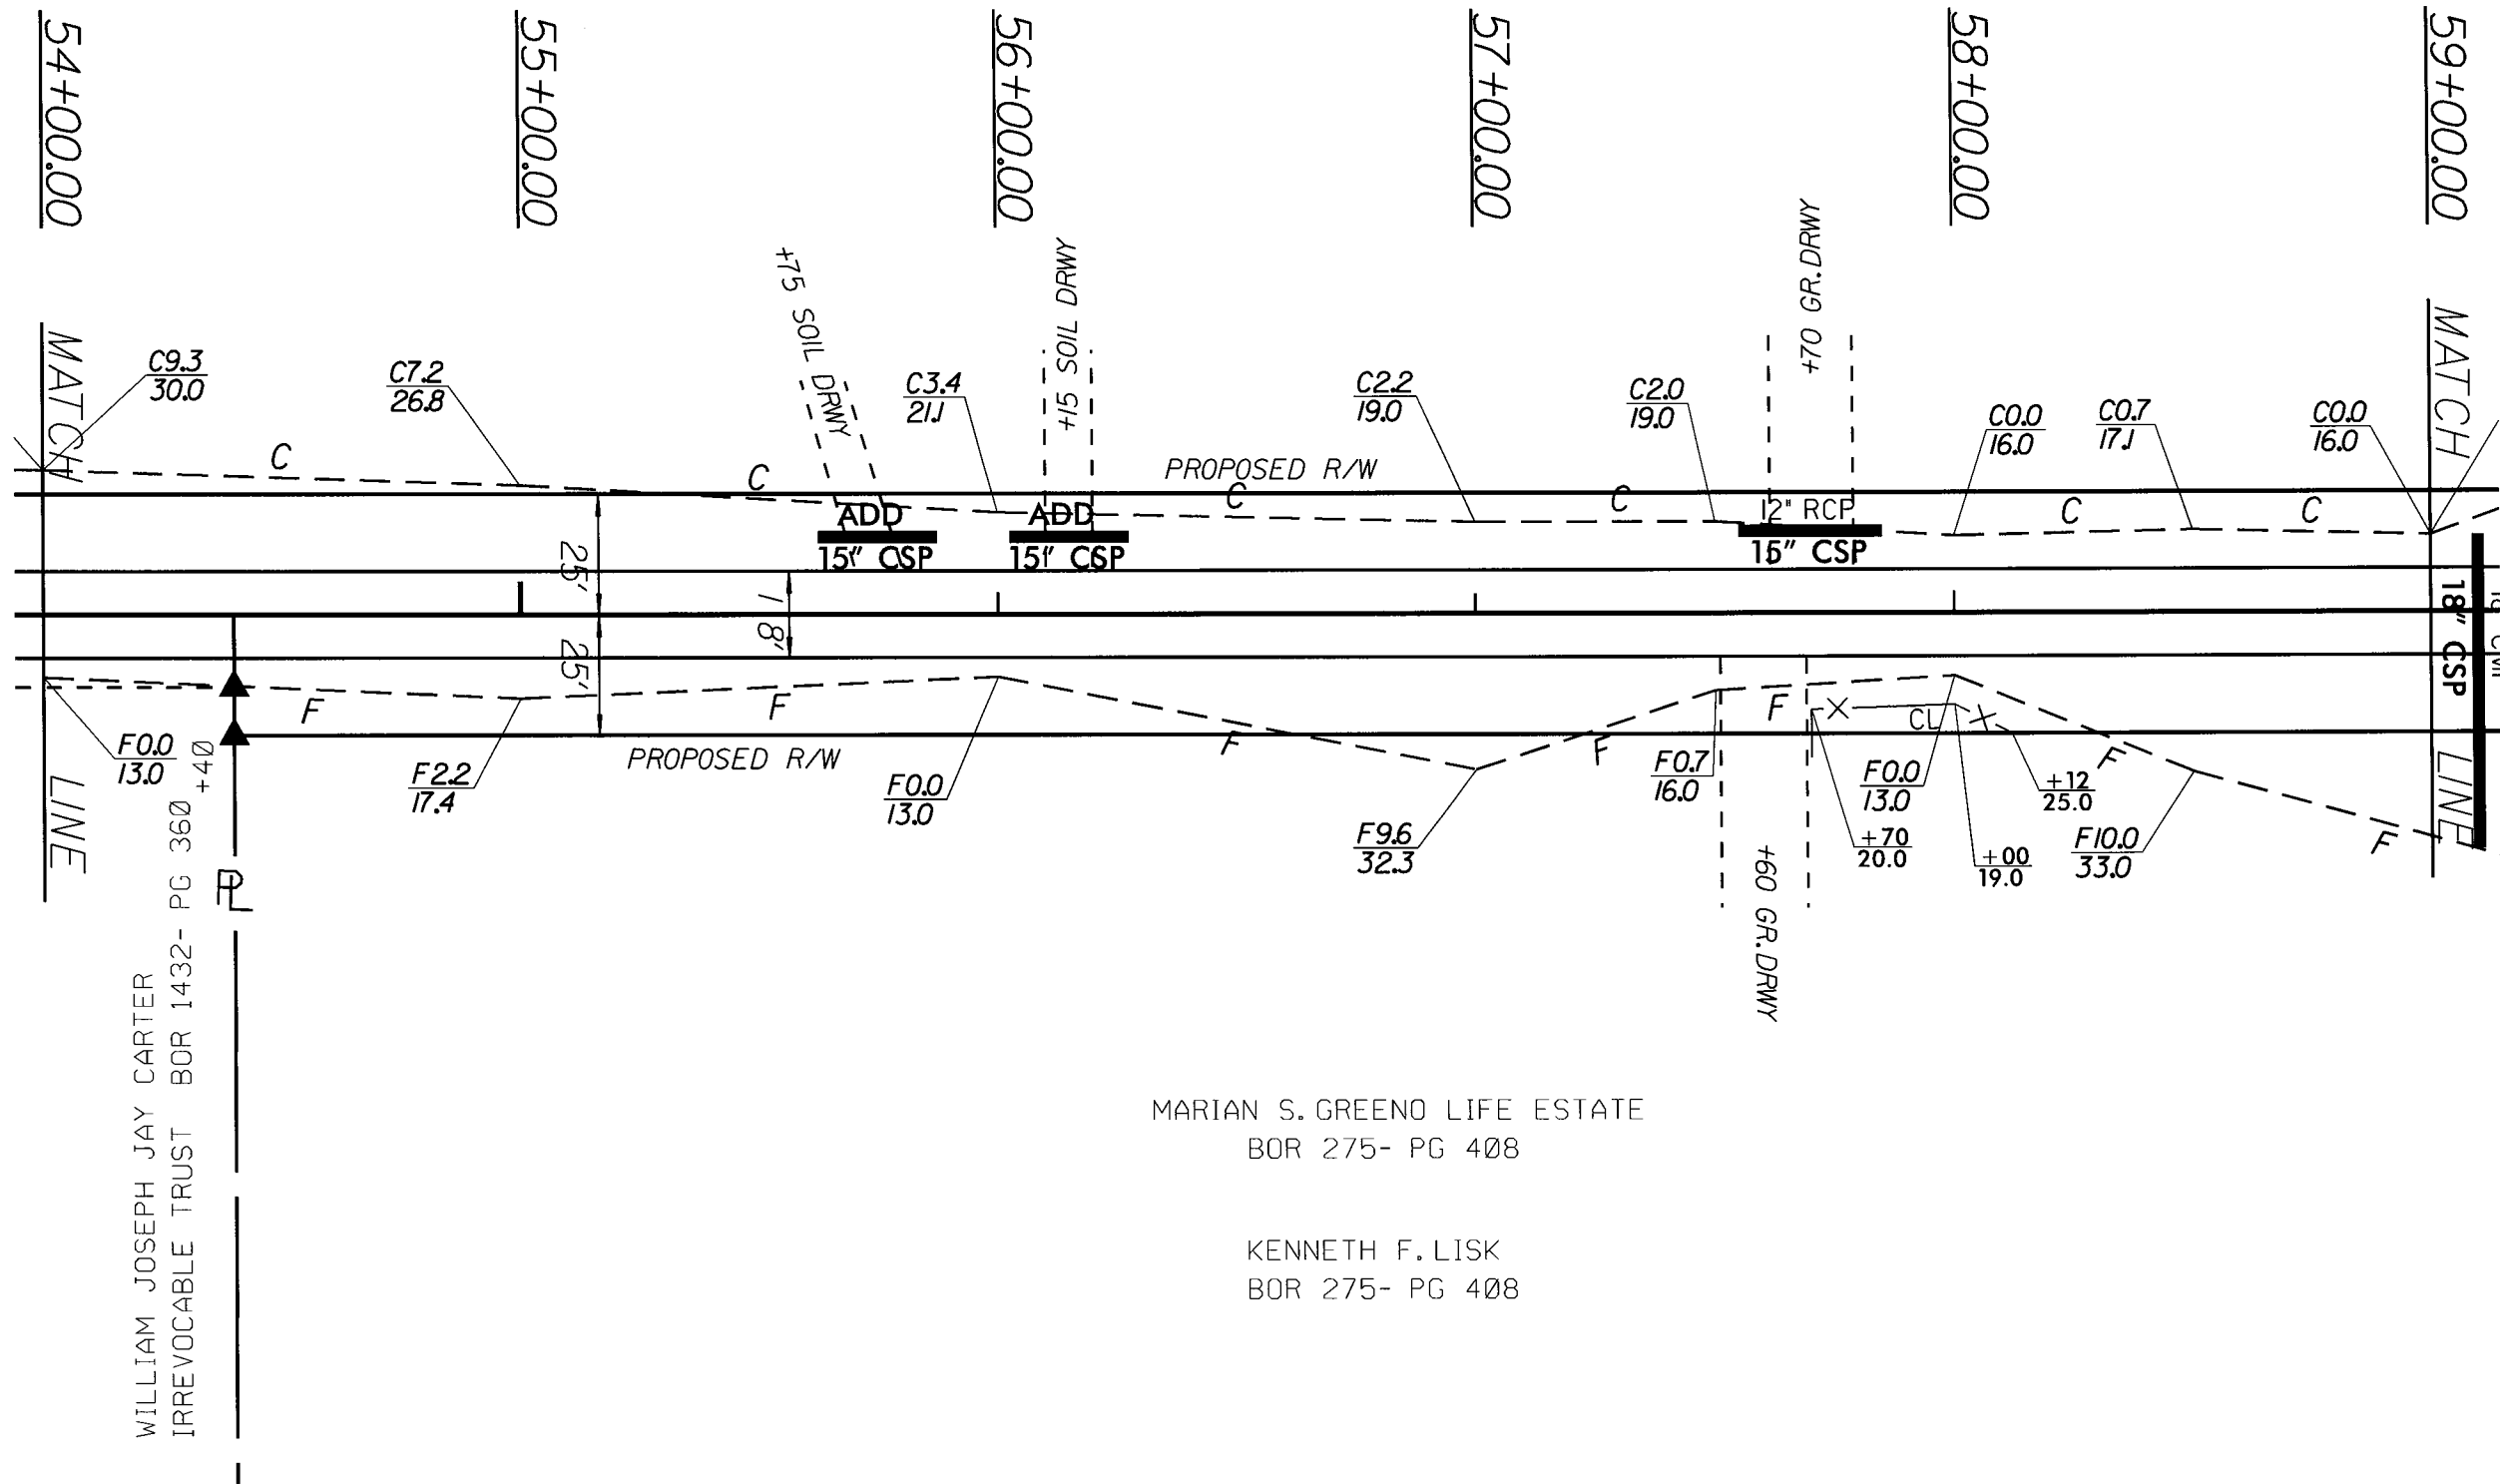 54+00.00
55+00.00
56+00.00
57+00.00
58+00.00
59+00.00
MATCH
LINE
MATCH
LINE
+75 SOIL DRWY
+15 SOIL DRWY
+70 GR.DRWY
C9.3
30.0
C7.2
26.8
C3.4
21.1
C2.2
19.0
C2.0
19.0
C0.0
16.0
C0.7
17.1
C0.0
16.0
C
C
C
C
C
C
PROPOSED R/W
ADD
15" CSP
ADD
15" CSP
12" RCP
15" CSP
25'
25'
18'
18" CSP
F
F
F
F
F
F
F
CL
PROPOSED R/W
F0.0
13.0
F2.2
17.4
F0.0
13.0
F9.6
32.3
F0.7
16.0
F0.0
13.0
+12
25.0
+70
20.0
+00
19.0
F10.0
33.0
+40
PL
+60 GR.DRWY
WILLIAM JOSEPH JAY CARTER
IRREVOCABLE TRUST BOR 1432- PG 360
MARIAN S. GREENO LIFE ESTATE
BOR 275- PG 408
KENNETH F. LISK
BOR 275- PG 408